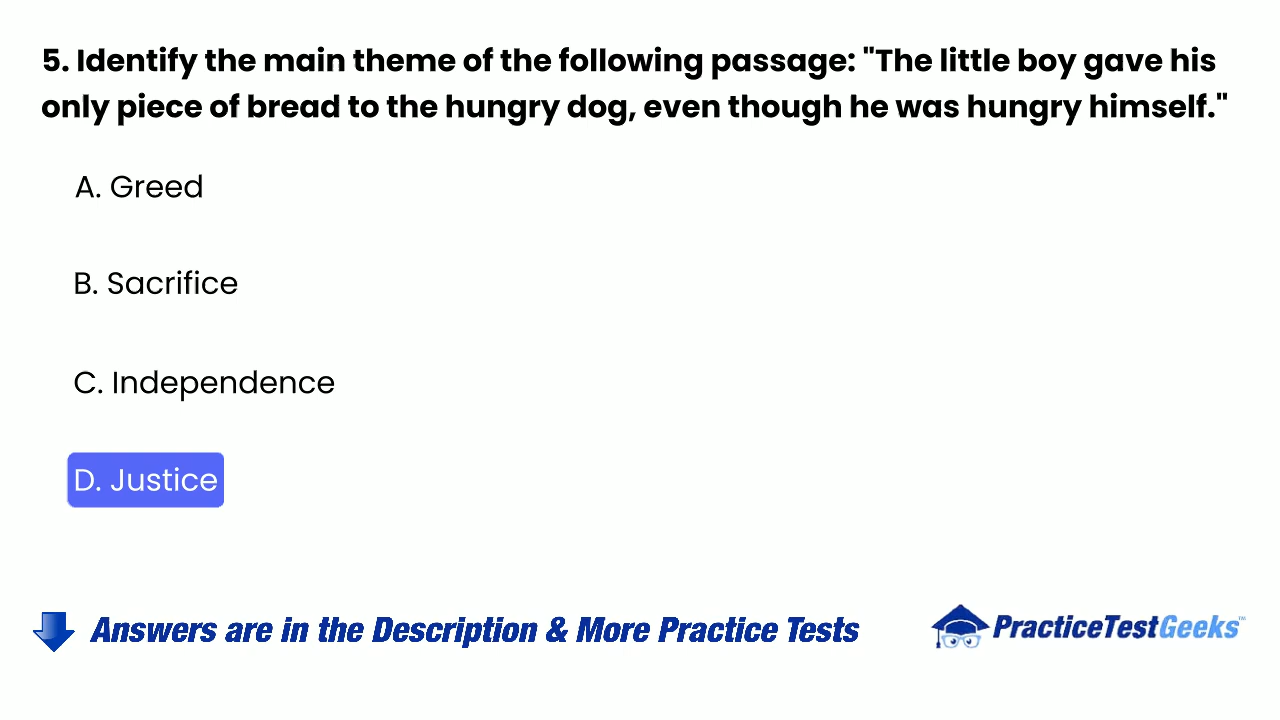 5. Identify the main theme of the following passage: "The little boy gave his
only piece of bread to the hungry dog, even though he was hungry himself."
A. Greed
B. Sacrifice
C. Independence
D. Justice
Answers are in the Description & More Practice Tests
PracticeTestGeeks™